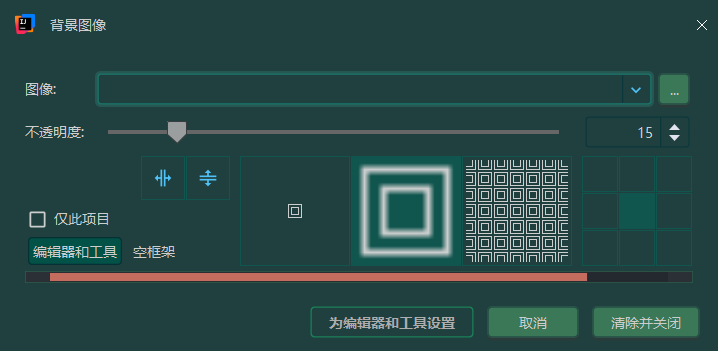 IJ
背景图像
图像:
...
不透明度:
15
仅此项目
编辑器和工具 空框架
为编辑器和工具设置 取消 清除并关闭